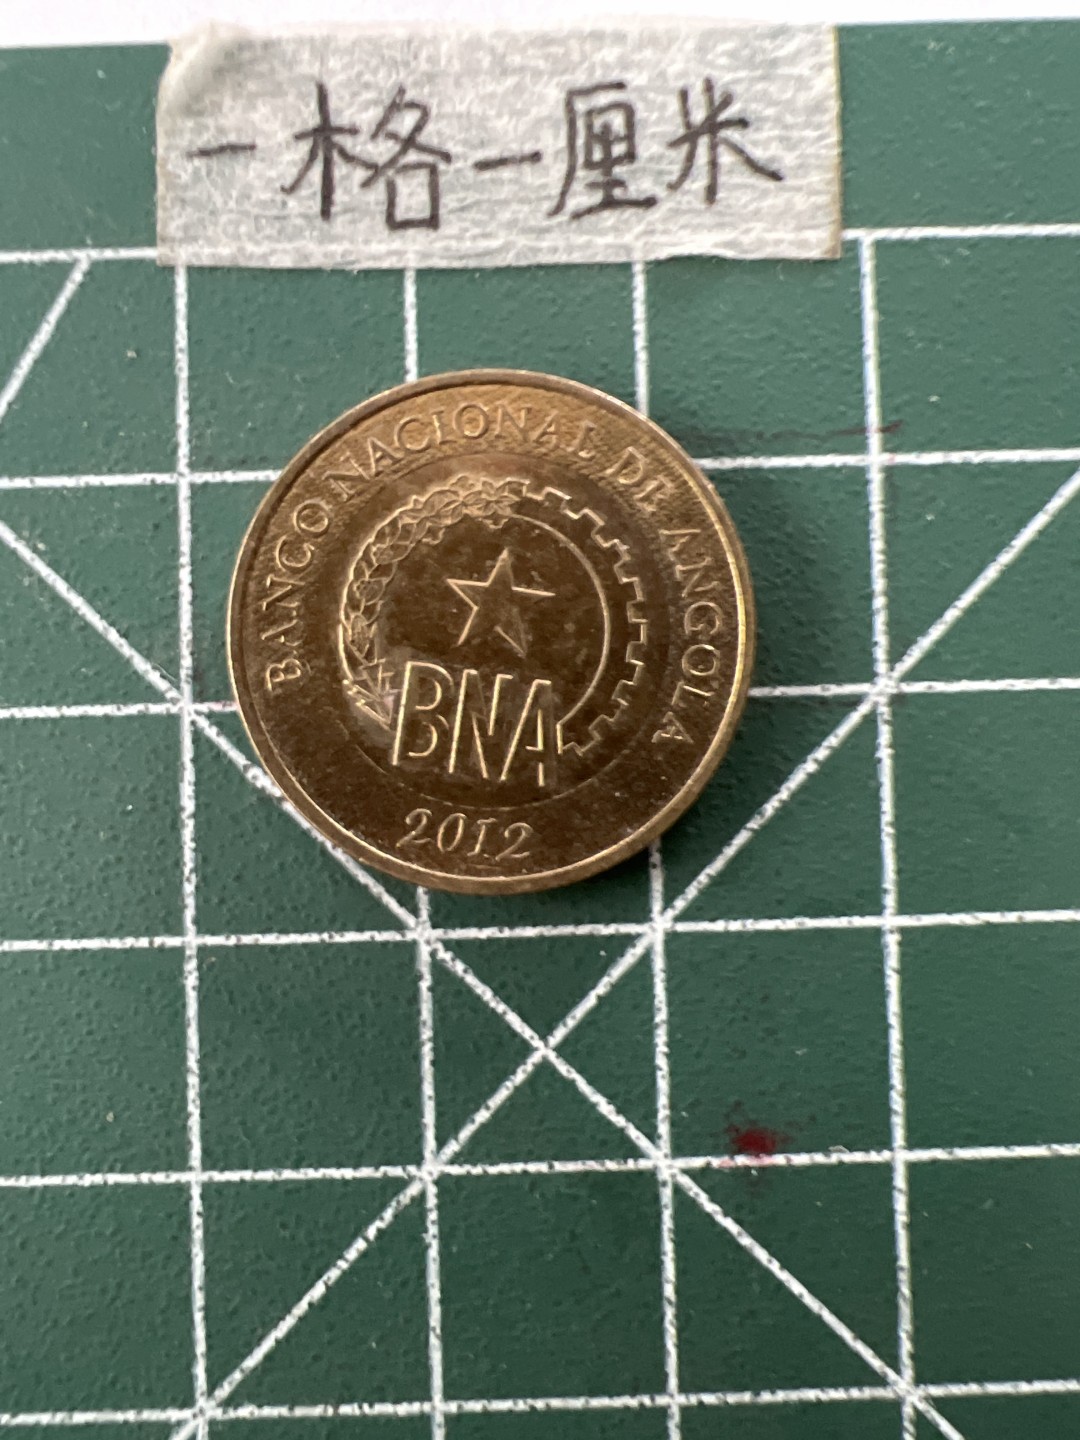 一格一厘米
BANCO NACIONAL DE ANGOLA
BNA
2012